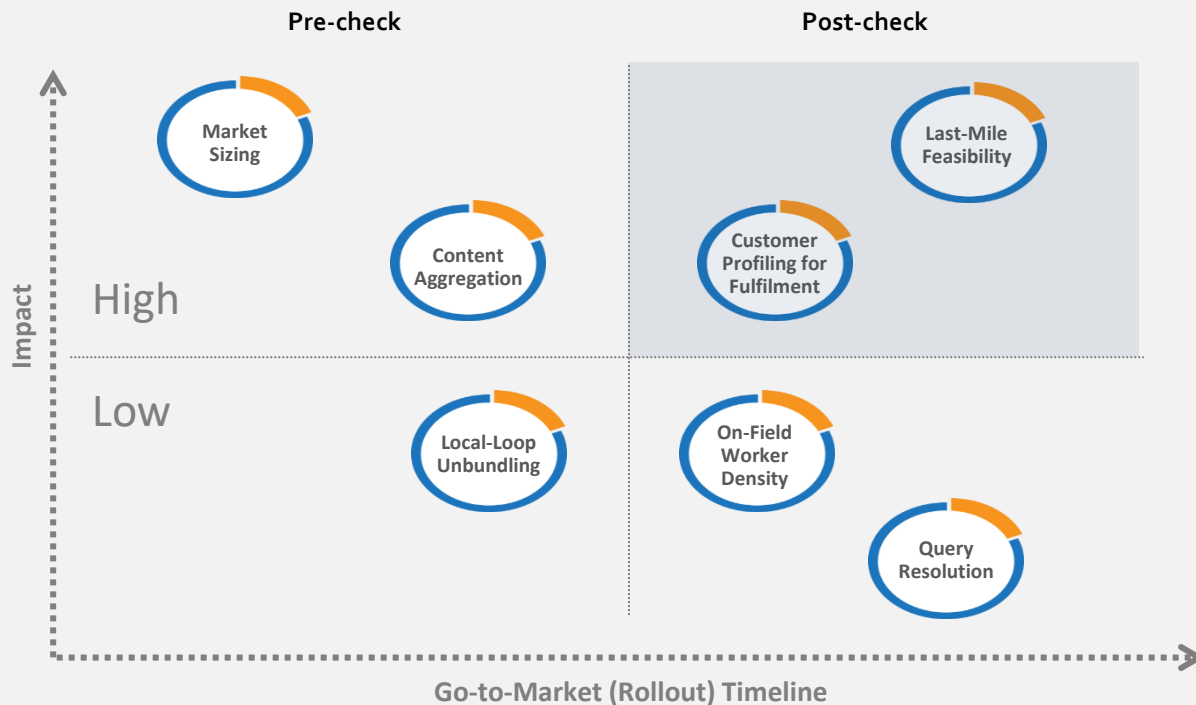 Pre-check
Post-check
Market
Sizing
Last-Mile
Feasibility
Content
Aggregation
Customer
Profiling for
Fulfilment
High
Impact
Low
Local-Loop
Unbundling
On-Field
Worker
Density
Query
Resolution
Go-to-Market (Rollout) Timeline